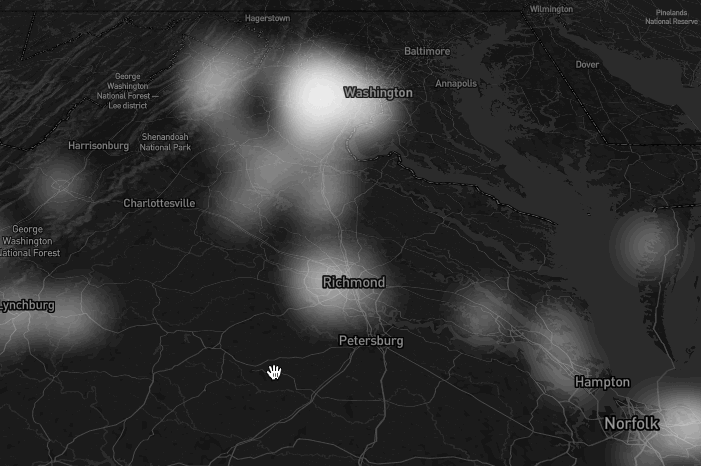 Wilmington
Pinelands
National Reserve
Hagerstown
Baltimore
Dover
George
Washington
National Forest —
Lee district
Annapolis
Washington
Shenandoah
National Park
Harrisonburg
Charlottesville
George
Washington
National Forest
Richmond
Lynchburg
Petersburg
Hampton
Norfolk